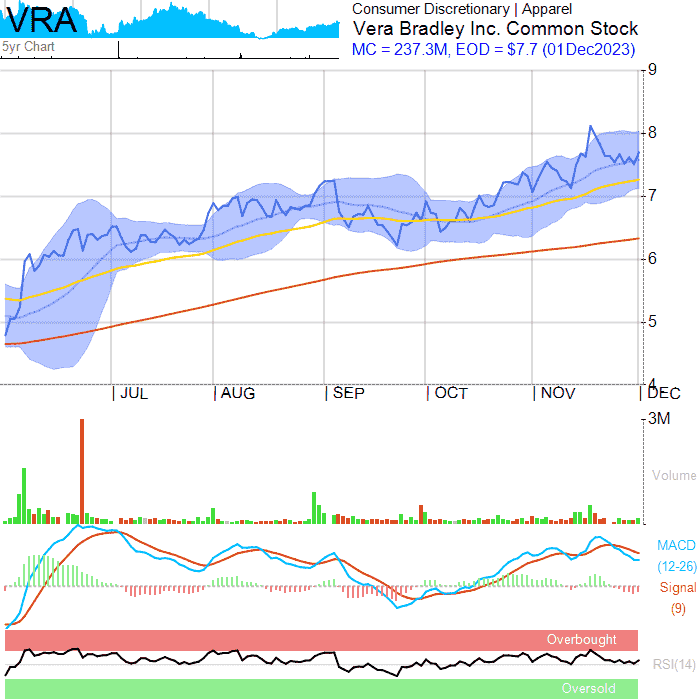 VRA
5yr Chart
Consumer Discretionary | Apparel
Vera Bradley Inc. Common Stock
MC = 237.3M, EOD = $7.7 (01Dec2023)
9
8
7
6
5
4
JUL
AUG
SEP
OCT
NOV
DEC
3M
Volume
MACD
(12-26)
Signal
(9)
Overbought
RSI(14)
Oversold